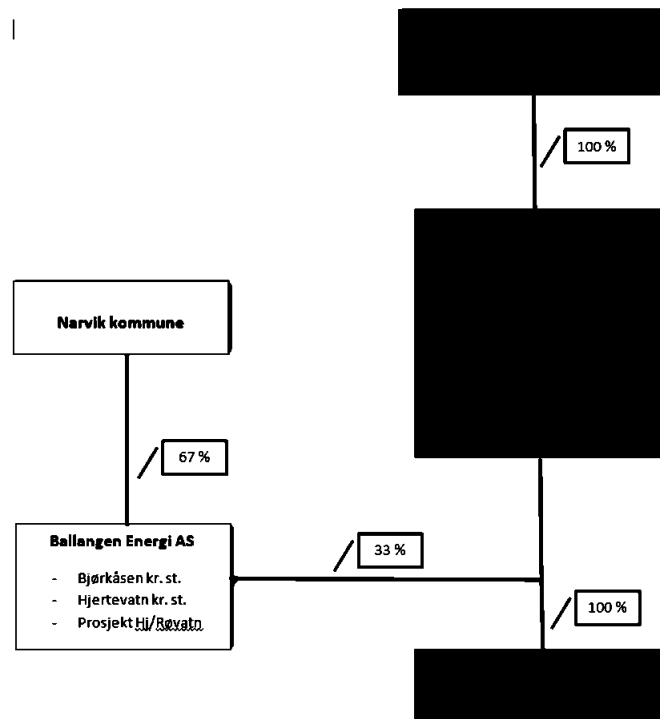 100 %
Narvik kommune
67 %
Ballangen Energi AS
- Bjørkåsen kr. st.
- Hjertevatn kr. st.
- Prosjekt Hj/Røvatn
33 %
100 %